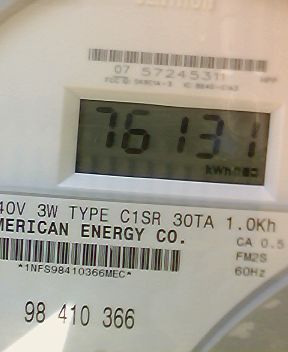 07 57245311
76131
40V 3W TYPE C1SR 30TA 1.0Kh
MERICAN ENERGY CO.
CA 0.5
*1NFS98410366MEC*
FM2S
60Hz
98 410 366